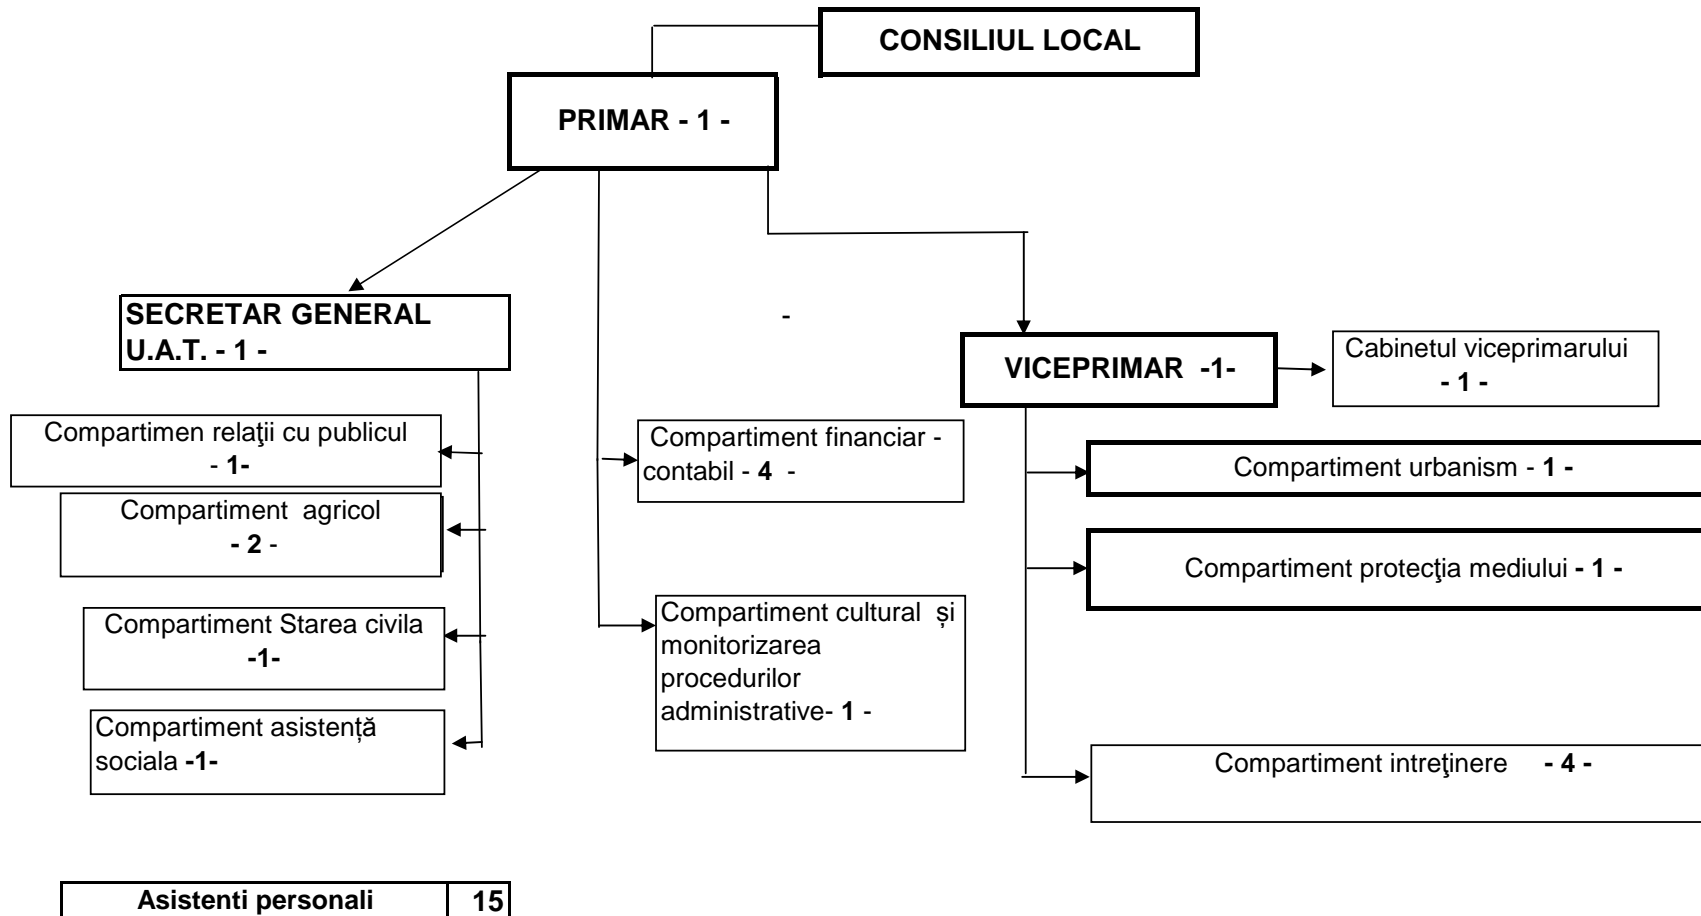 CONSILIUL LOCAL
PRIMAR - 1 -
SECRETAR GENERAL
U.A.T. - 1 -
-
VICEPRIMAR -1-
Cabinetul viceprimarului
- 1 -
Compartimen relaţii cu publicul
- 1-
Compartiment agricol
- 2 -
Compartiment Starea civila
-1-
Compartiment asistență
sociala -1-
Compartiment financiar -
contabil - 4 -
Compartiment cultural și
monitorizarea
procedurilor
administrative- 1 -
Compartiment urbanism - 1 -
Compartiment protecţia mediului - 1 -
Compartiment intreţinere - 4 -
Asistenti personali 15